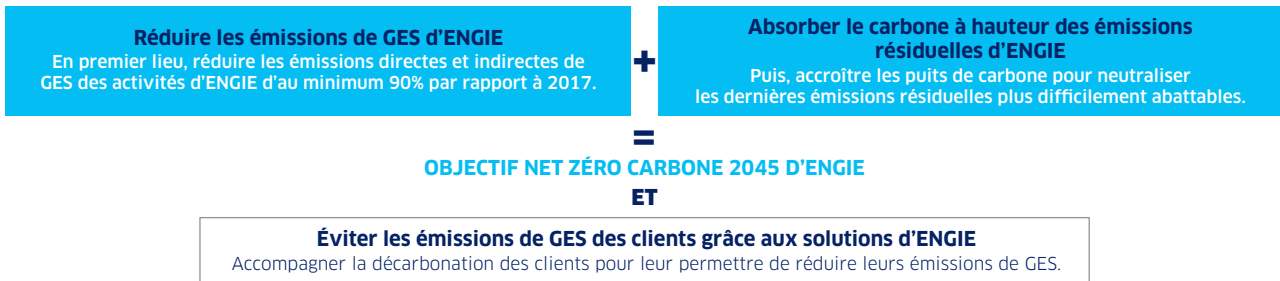 Réduire les émissions de GES d’ENGIE
En premier lieu, réduire les émissions directes et indirectes de
GES des activités d’ENGIE d’au minimum 90% par rapport à 2017.
+
Absorber le carbone à hauteur des émissions
résiduelles d’ENGIE
Puis, accroître les puits de carbone pour neutraliser
les dernières émissions résiduelles plus difficilement abattables.
=
OBJECTIF NET ZÉRO CARBONE 2045 D’ENGIE
ET
Éviter les émissions de GES des clients grâce aux solutions d’ENGIE
Accompagner la décarbonation des clients pour leur permettre de réduire leurs émissions de GES.